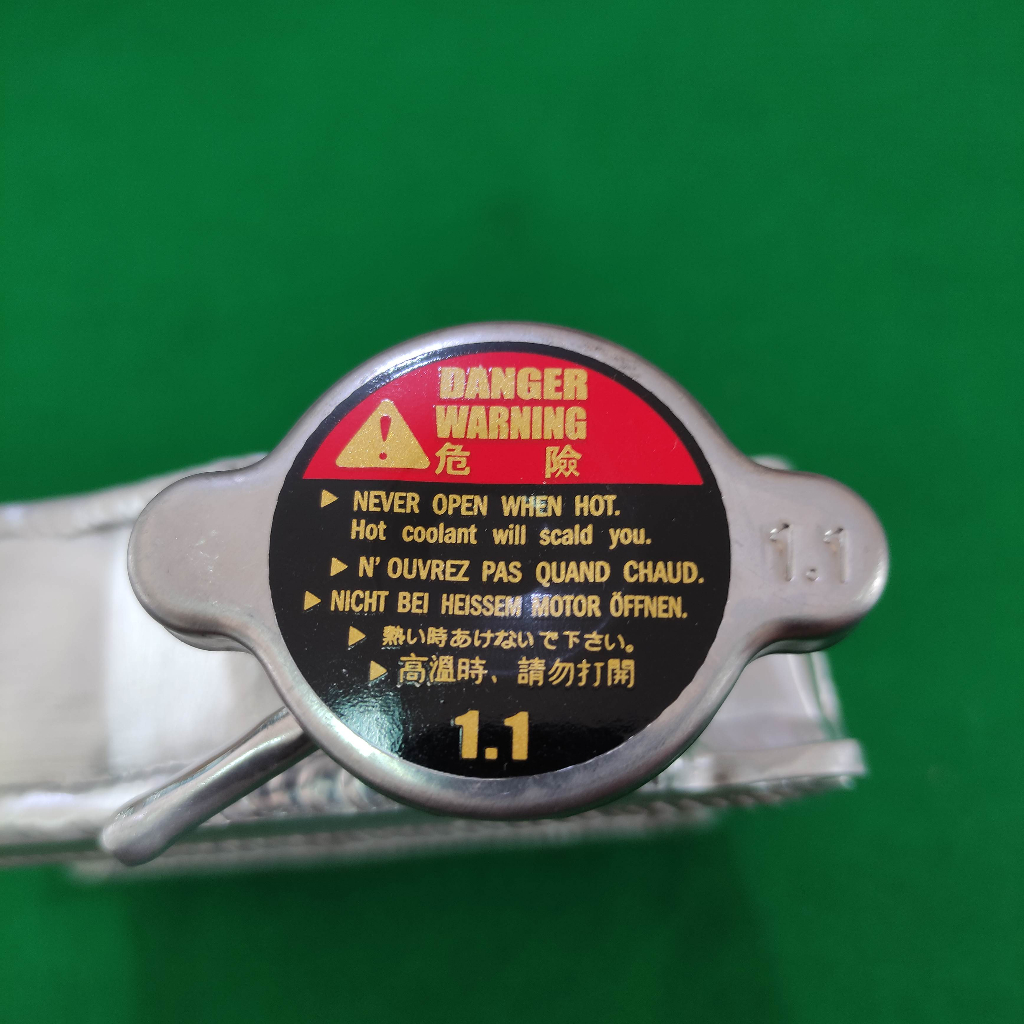 DANGER
WARNING
危 險
NEVER OPEN WHEN HOT.
Hot coolant will scald you.
N' OUVREZ PAS QUAND CHAUD.
NICHT BEI HEISSEM MOTOR ÖFFNEN.
熱い時あけないで下さい。
高溫時、請勿打開
1.1
1.1